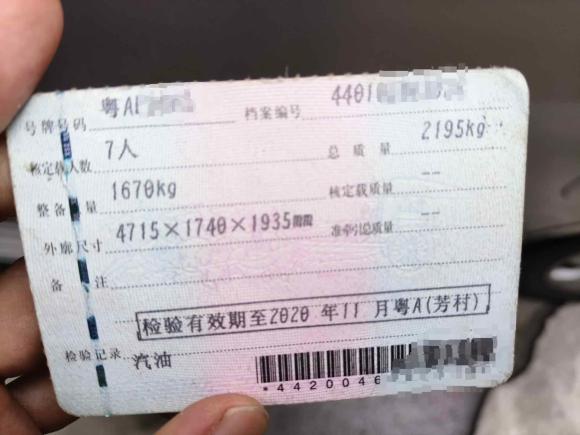 号牌号码 粤A 档案编号 4401
核定载人数 7人 总质量 2195kg
整备质量 1670kg 核定载质量 --
外廓尺寸 4715×1740×1935mm 准牵引总质量 --
备注
检验有效期至2020年11月粤A(芳村)
检验记录 汽油
*4420046